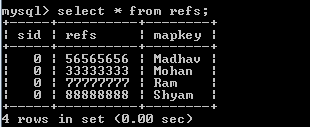 mysql> select * from refs;
| sid | refs | mapkey |
| 0 | 56565656 | Madhav |
| 0 | 33333333 | Mohan |
| 0 | 77777777 | Ram |
| 0 | 88888888 | Shyam |
4 rows in set (0.00 sec)